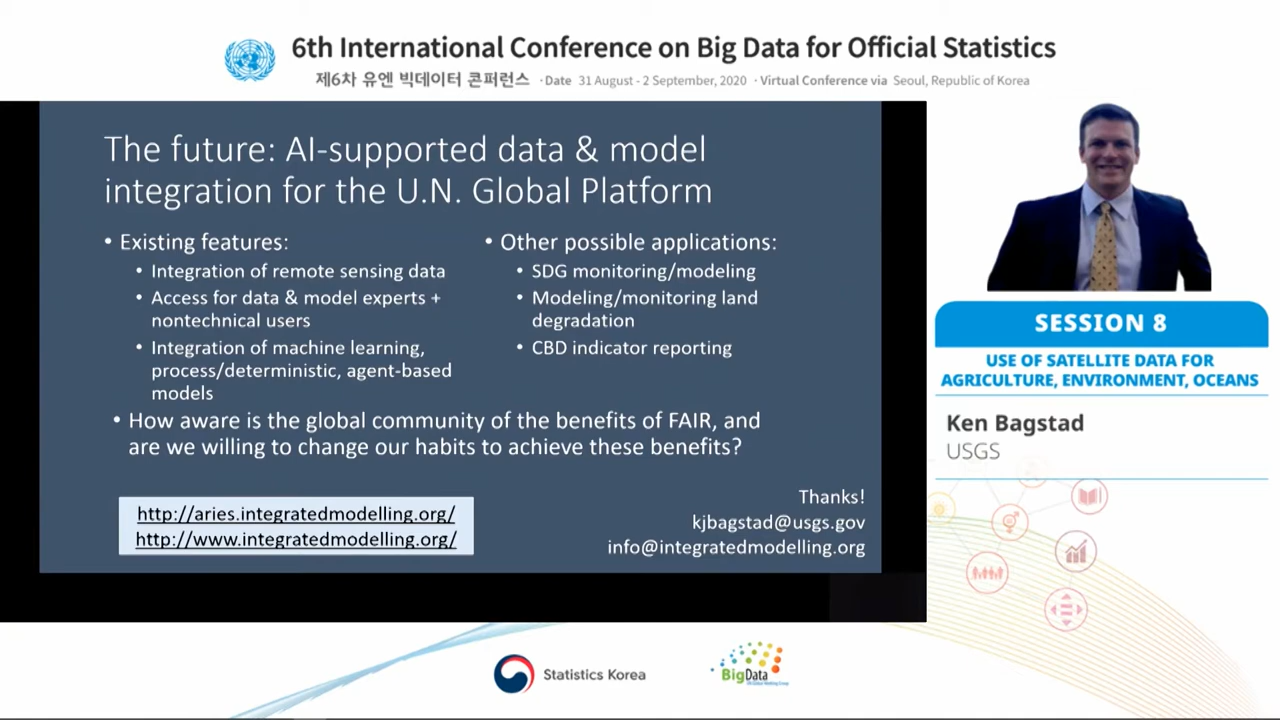 6th International Conference on Big Data for Official Statistics
제6차 유엔 빅데이터 콘퍼런스 · Date 31 August - 2 September, 2020 · Virtual Conference via Seoul, Republic of Korea
The future: AI-supported data & model
integration for the U.N. Global Platform
• Existing features:
• Integration of remote sensing data
• Access for data & model experts +
nontechnical users
• Integration of machine learning,
process/deterministic, agent-based
models
• Other possible applications:
• SDG monitoring/modeling
• Modeling/monitoring land
degradation
• CBD indicator reporting
• How aware is the global community of the benefits of FAIR, and
are we willing to change our habits to achieve these benefits?
http://aries.integratedmodelling.org/
http://www.integratedmodelling.org/
Thanks!
kjbagstad@usgs.gov
info@integratedmodelling.org
SESSION 8
USE OF SATELLITE DATA FOR
AGRICULTURE, ENVIRONMENT, OCEANS
Ken Bagstad
USGS
Statistics Korea
BigData